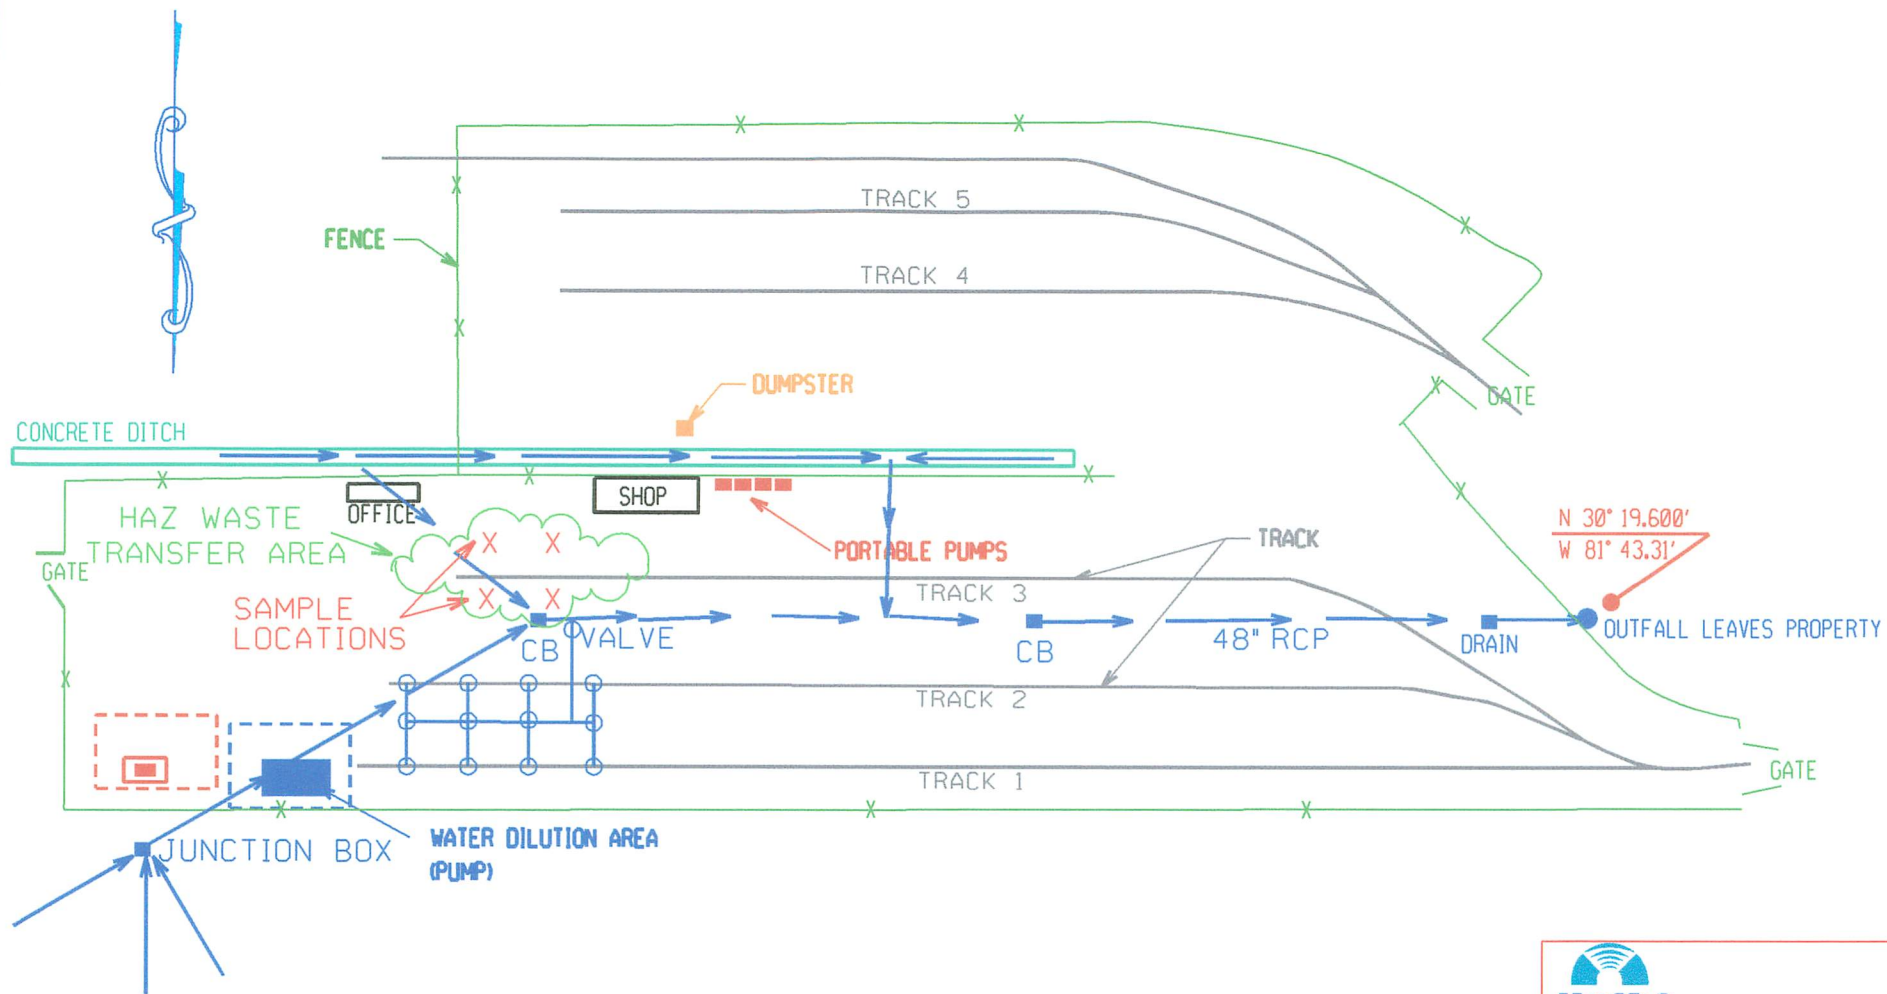 TRACK 5
FENCE
TRACK 4
DUMPSTER
GATE
CONCRETE DITCH
SHOP
OFFICE
HAZ WASTE
TRANSFER AREA
N 30° 19.600'
W 81° 43.31'
PORTABLE PUMPS
TRACK
GATE
TRACK 3
SAMPLE
LOCATIONS
CB
VALVE
CB
48" RCP
DRAIN
OUTFALL LEAVES PROPERTY
TRACK 2
TRACK 1
GATE
WATER DILUTION AREA
(PUMP)
JUNCTION BOX